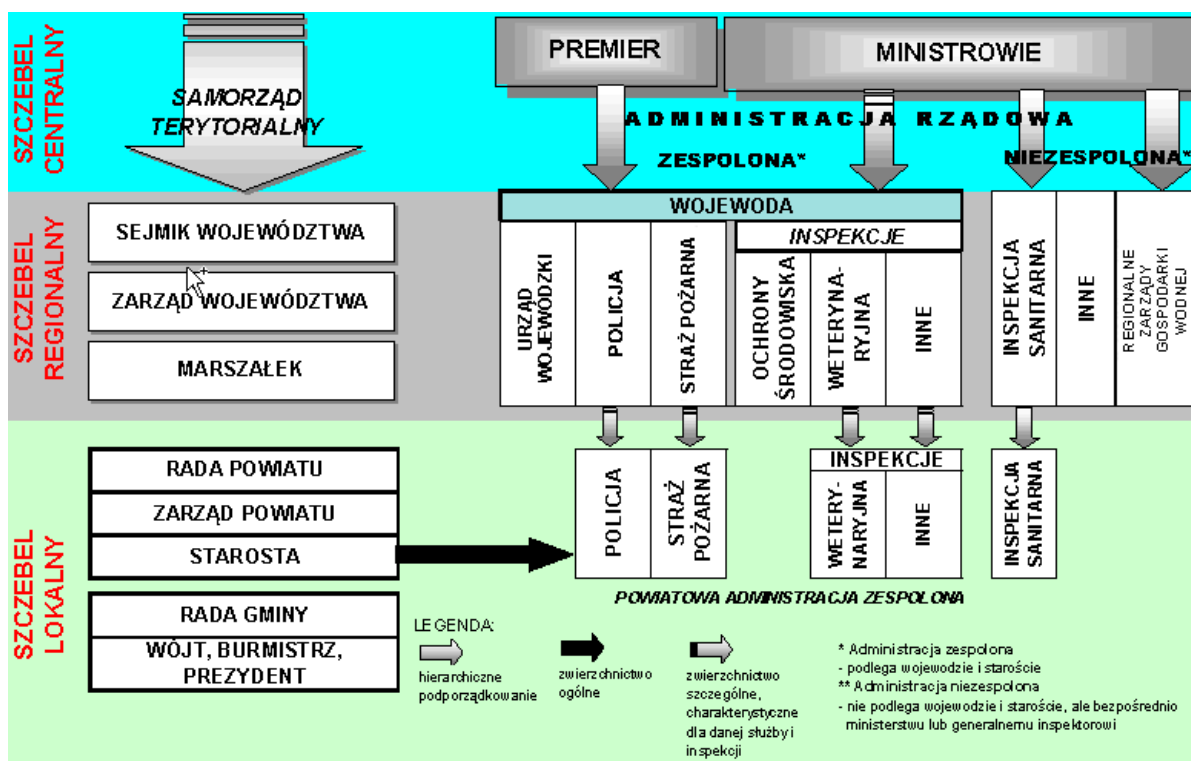 SZCZEBEL
CENTRALNY
SAMORZĄD
TERYTORIALNY
PREMIER
MINISTROWIE
ADMINISTRACJA RZĄDOWA
ZESPOLONA*
NIEZESPOLONA*
SZCZEBEL
REGIONALNY
SEJMIK WOJEWÓDZTWA
ZARZĄD WOJEWÓDZTWA
MARSZAŁEK
WOJEWODA
URZĄD
WOJEWÓDZKI
POLICJA
STRAŻ POŻARNA
INSPEKCJE
OCHRONY
ŚRODOWISKA
WETERYNA-
RYJNA
INNE
INSPEKCJA
SANITARNA
INNE
REGIONALNE
ZARZĄDY
GOSPODARKI
WODNEJ
SZCZEBEL
LOKALNY
RADA POWIATU
ZARZĄD POWIATU
STAROSTA
RADA GMINY
WÓJT, BURMISTRZ,
PREZYDENT
POLICJA
STRAŻ
POŻARNA
INSPEKCJE
WETERY-
NARYJNA
INNE
INSPEKCJA
SANITARNA
POWIATOWA ADMINISTRACJA ZESPOLONA
LEGENDA:
hierarchiczne
podporządkowanie
zwierzchnictwo
ogólne
zwierzchnictwo
szczególne,
charakterystyczne
dla danej służby i
inspekcji
* Administracja zespolona
- podlega wojewodzie i staroście
** Administracja niezespolona
- nie podlega wojewodzie i staroście, ale bezpośrednio
ministerstwu lub generalnemu inspektorowi